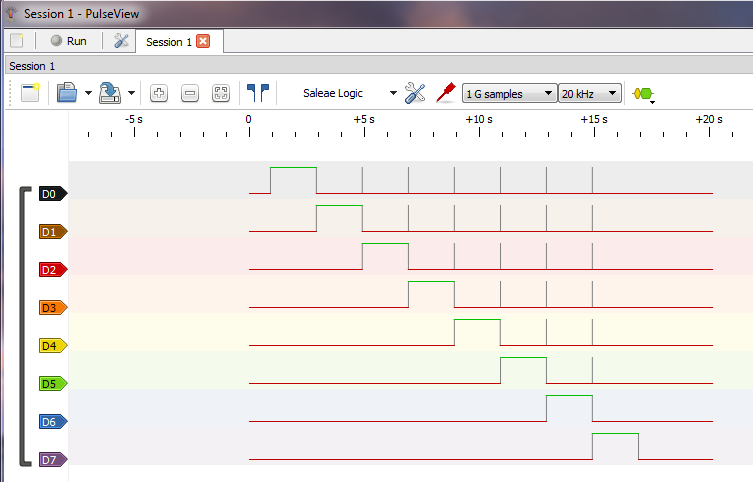 Session 1 - PulseView
Run
Session 1
Session 1
Saleae Logic
1 G samples
20 kHz
-5 s 0 +5 s +10 s +15 s +20 s
D0
D1
D2
D3
D4
D5
D6
D7